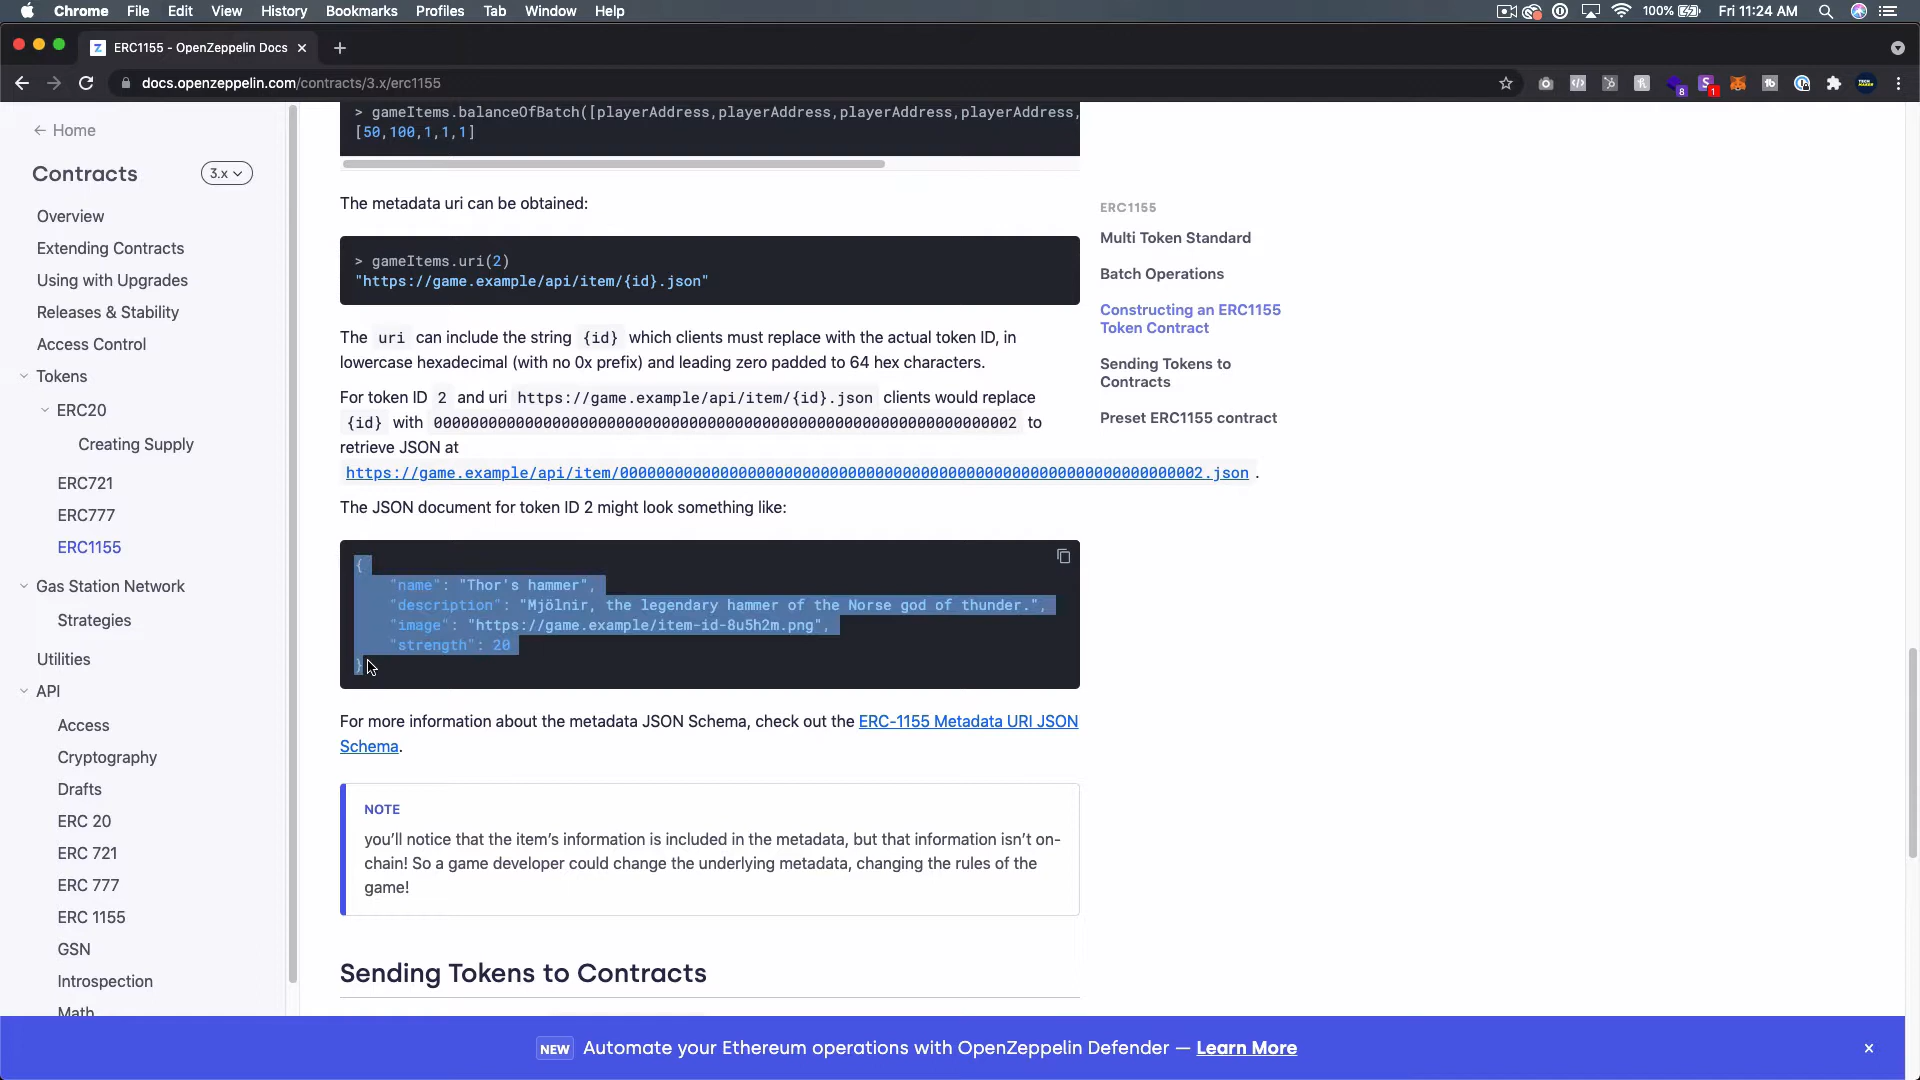 Chrome File Edit View History Bookmarks Profiles Tab Window Help 100% Fri 11:24 AM
ERC1155 - OpenZeppelin Docs
docs.openzeppelin.com/contracts/3.x/erc1155
8
1
← Home
Contracts
3.x
Overview
Extending Contracts
Using with Upgrades
Releases & Stability
Access Control
Tokens
ERC20
Creating Supply
ERC721
ERC777
ERC1155
Gas Station Network
Strategies
Utilities
API
Access
Cryptography
Drafts
ERC 20
ERC 721
ERC 777
ERC 1155
GSN
Introspection
Math
> gameItems.balanceOfBatch([playerAddress,playerAddress,playerAddress,playerAddress,
[50,100,1,1,1]
The metadata uri can be obtained:
> gameItems.uri(2)
"https://game.example/api/item/{id}.json"
The uri can include the string {id} which clients must replace with the actual token ID, in
lowercase hexadecimal (with no 0x prefix) and leading zero padded to 64 hex characters.
For token ID 2 and uri https://game.example/api/item/{id}.json clients would replace
{id} with 0000000000000000000000000000000000000000000000000000000000000002 to
retrieve JSON at
https://game.example/api/item/0000000000000000000000000000000000000000000000000000000000000002.json .
The JSON document for token ID 2 might look something like:
{
"name": "Thor's hammer",
"description": "Mjölnir, the legendary hammer of the Norse god of thunder.",
"image": "https://game.example/item-id-8u5h2m.png",
"strength": 20
}
For more information about the metadata JSON Schema, check out the ERC-1155 Metadata URI JSON
Schema.
NOTE
you'll notice that the item's information is included in the metadata, but that information isn't on-
chain! So a game developer could change the underlying metadata, changing the rules of the
game!
Sending Tokens to Contracts
ERC1155
Multi Token Standard
Batch Operations
Constructing an ERC1155
Token Contract
Sending Tokens to
Contracts
Preset ERC1155 contract
NEW Automate your Ethereum operations with OpenZeppelin Defender — Learn More